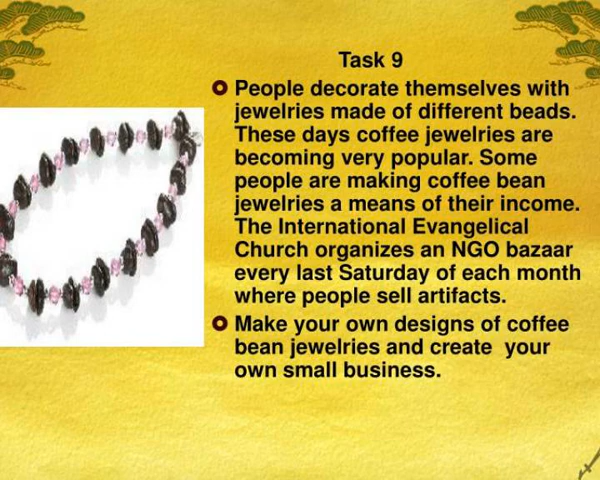 Task 9
People decorate themselves with
jewelries made of different beads.
These days coffee jewelries are
becoming very popular. Some
people are making coffee bean
jewelries a means of their income.
The International Evangelical
Church organizes an NGO bazaar
every last Saturday of each month
where people sell artifacts.
Make your own designs of coffee
bean jewelries and create  your
own small business.